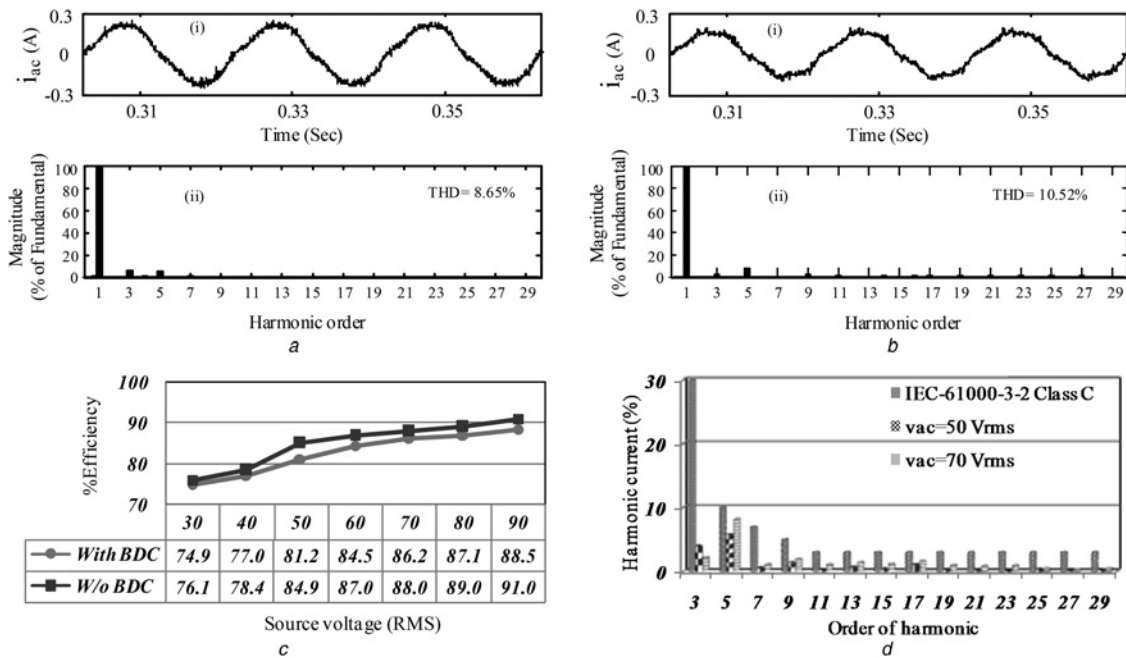 0.3
0
-0.3
i_ac (A)
(i)
0.31 0.33 0.35
Time (Sec)
100
80
60
40
20
0
Magnitude
(% of Fundamental)
(ii)
THD= 8.65%
1 3 5 7 9 11 13 15 17 19 21 23 25 27 29
Harmonic order
a
0.3
0
-0.3
i_ac (A)
(i)
0.31 0.33 0.35
Time (Sec)
100
80
60
40
20
0
Magnitude
(% of Fundamental)
(ii)
THD= 10.52%
1 3 5 7 9 11 13 15 17 19 21 23 25 27 29
Harmonic order
b
100
90
80
70
%Efficiency
30 40 50 60 70 80 90
With BDC 74.9 77.0 81.2 84.5 86.2 87.1 88.5
W/o BDC 76.1 78.4 84.9 87.0 88.0 89.0 91.0
Source voltage (RMS)
c
30
20
10
0
Harmonic current (%)
IEC-61000-3-2 Class C
vac=50 Vrms
vac=70 Vrms
3 5 7 9 11 13 15 17 19 21 23 25 27 29
Order of harmonic
d